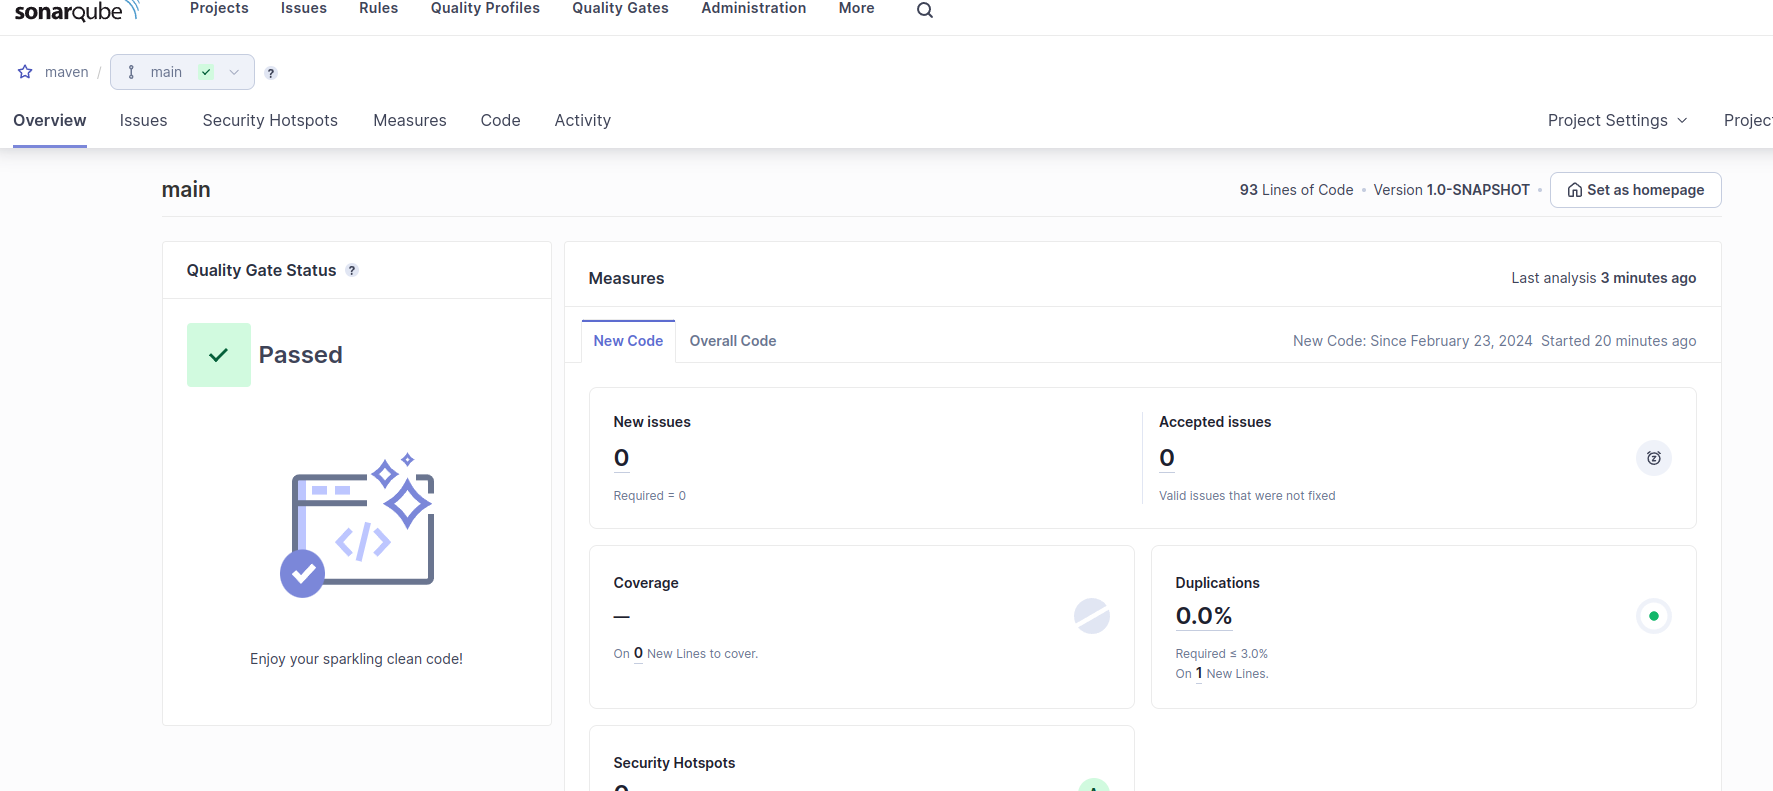 sonarqube Projects Issues Rules Quality Profiles Quality Gates Administration More
maven / main ?
Overview Issues Security Hotspots Measures Code Activity Project Settings Projec
main 93 Lines of Code • Version 1.0-SNAPSHOT • Set as homepage
Quality Gate Status ?
Passed
Enjoy your sparkling clean code!
Measures Last analysis 3 minutes ago
New Code Overall Code New Code: Since February 23, 2024 Started 20 minutes ago
New issues
0
Required = 0
Accepted issues
0
Valid issues that were not fixed
Coverage
—
On 0 New Lines to cover.
Duplications
0.0%
Required ≤ 3.0%
On 1 New Lines.
Security Hotspots